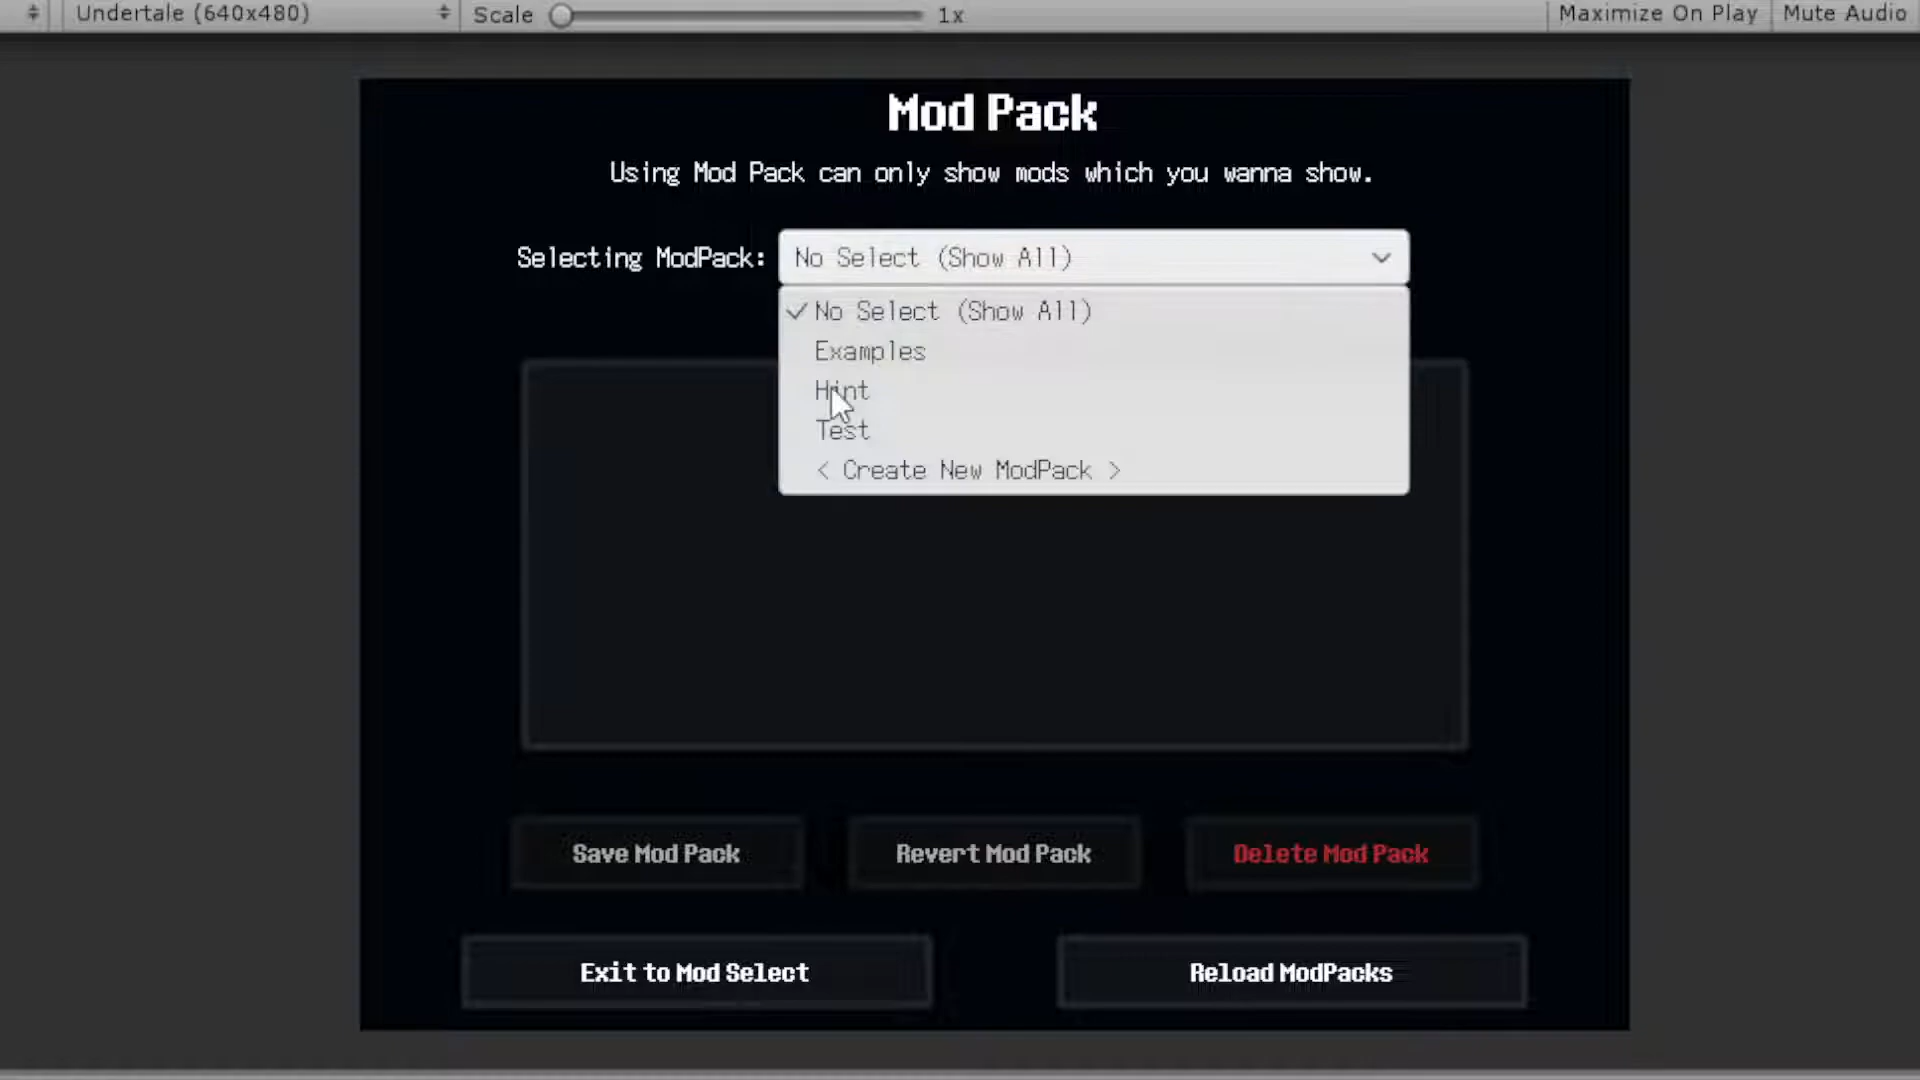 Undertale (640x480) Scale 1x Maximize On Play Mute Audio
Mod Pack
Using Mod Pack can only show mods which you wanna show.
Selecting ModPack: No Select (Show All)
No Select (Show All)
Examples
Hint
Test
< Create New ModPack >
Save Mod Pack Revert Mod Pack Delete Mod Pack
Exit to Mod Select Reload ModPacks